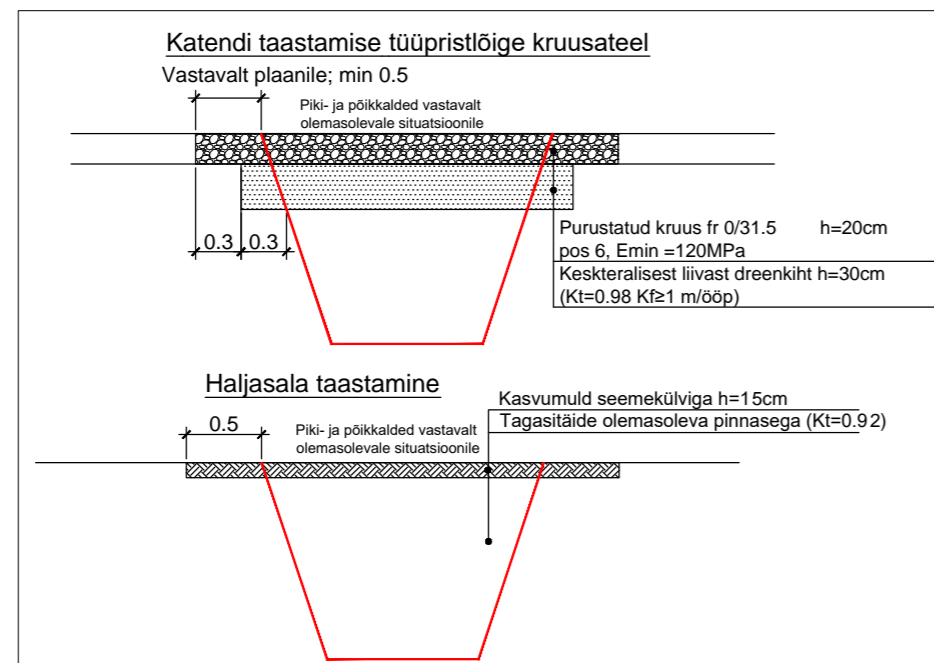 Katendi taastamise tüüpristlõige kruusateel
Vastavalt plaanile; min 0.5
Piki- ja põikkalded vastavalt
olemasolevale situatsioonile
0.3 0.3
Purustatud kruus fr 0/31.5 h=20cm
pos 6, Emin =120MPa
Keskteralisest liivast dreenkiht h=30cm
(Kt=0.98 Kf≥1 m/ööp)
Haljasala taastamine
0.5
Piki- ja põikkalded vastavalt
olemasolevale situatsioonile
Kasvumuld seemekülviga h=15cm
Tagasitäide olemasoleva pinnasega (Kt=0.92)